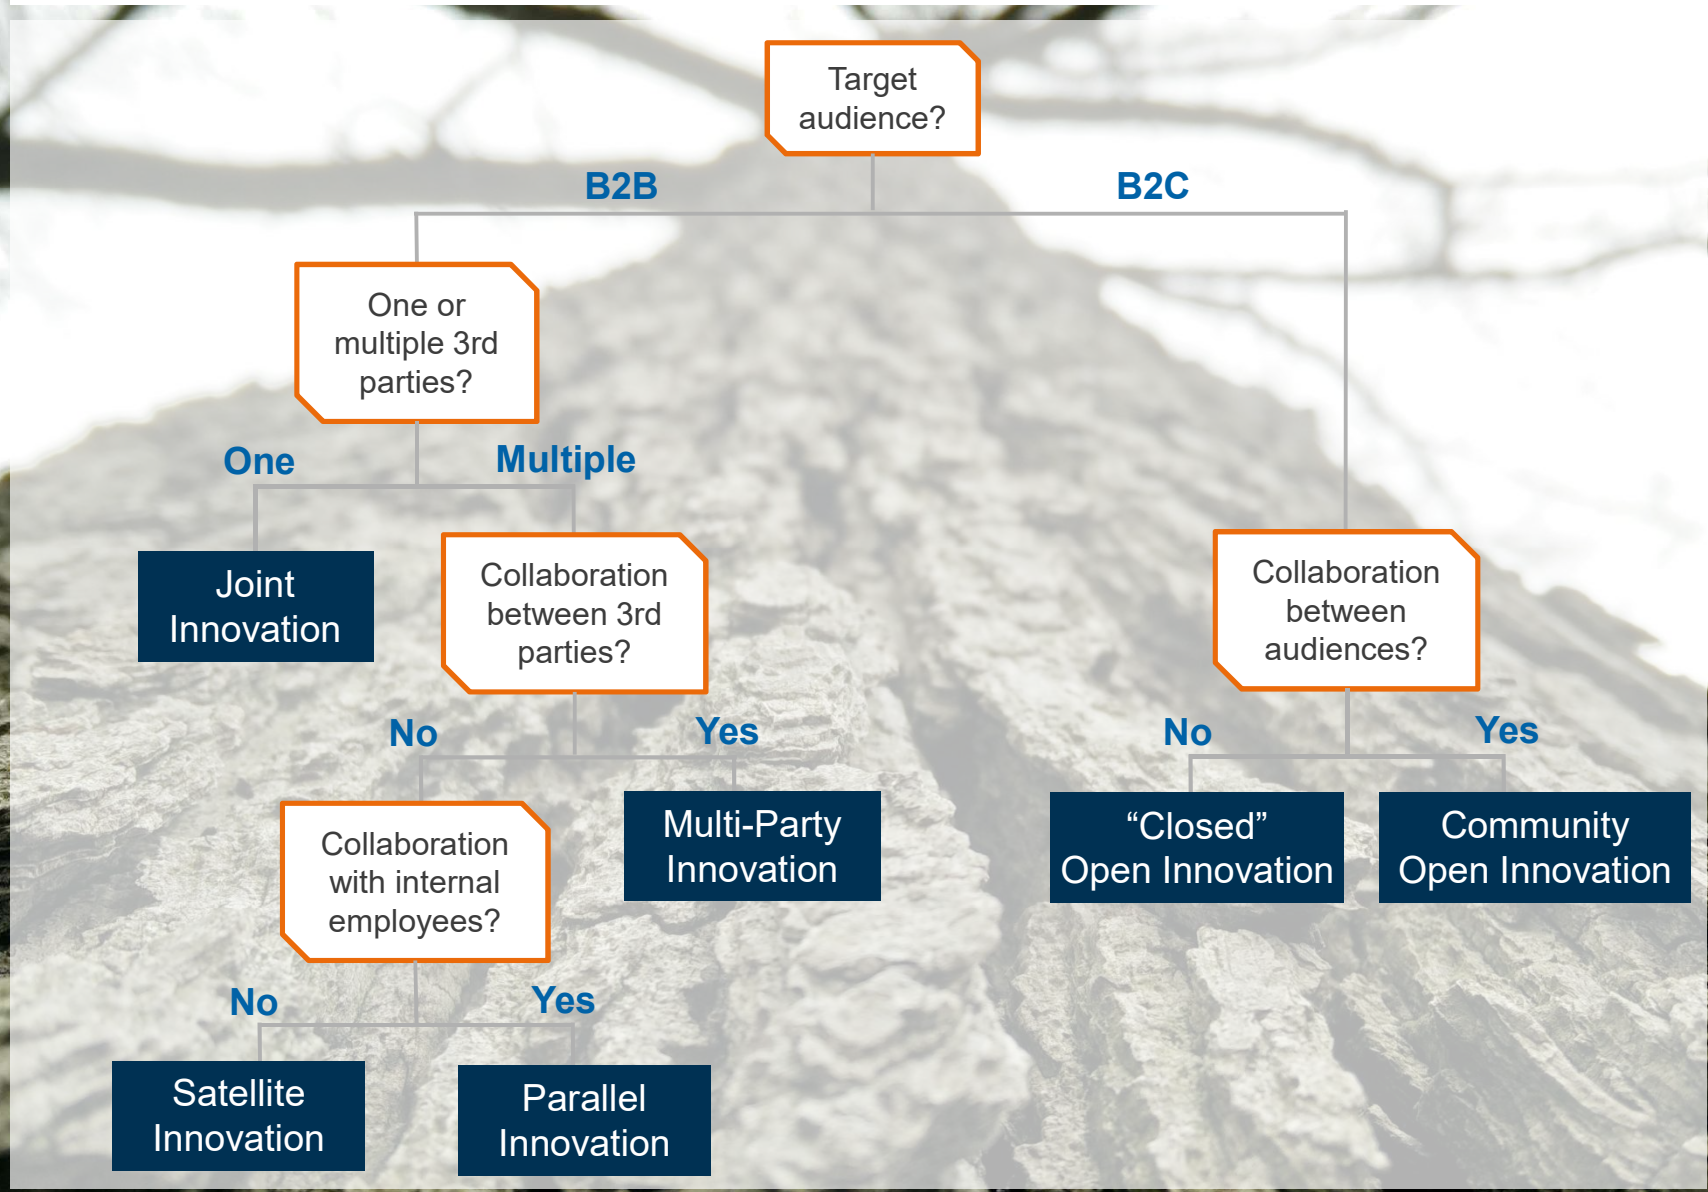 Target
audience?
B2B
B2C
One or
multiple 3rd
parties?
One
Multiple
Joint
Innovation
Collaboration
between 3rd
parties?
Collaboration
between
audiences?
No
Yes
No
Yes
Collaboration
with internal
employees?
Multi-Party
Innovation
“Closed”
Open Innovation
Community
Open Innovation
No
Yes
Satellite
Innovation
Parallel
Innovation